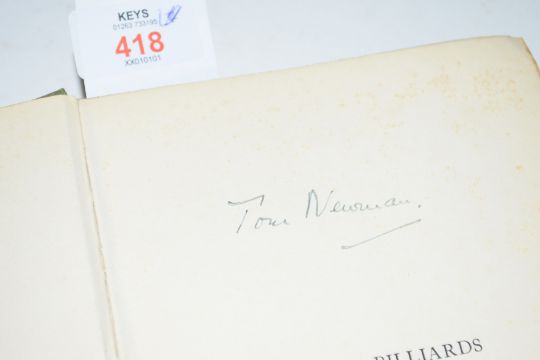 KEYS
01263 733195
418
XX010101
Tom Newman.
BILLIARDS